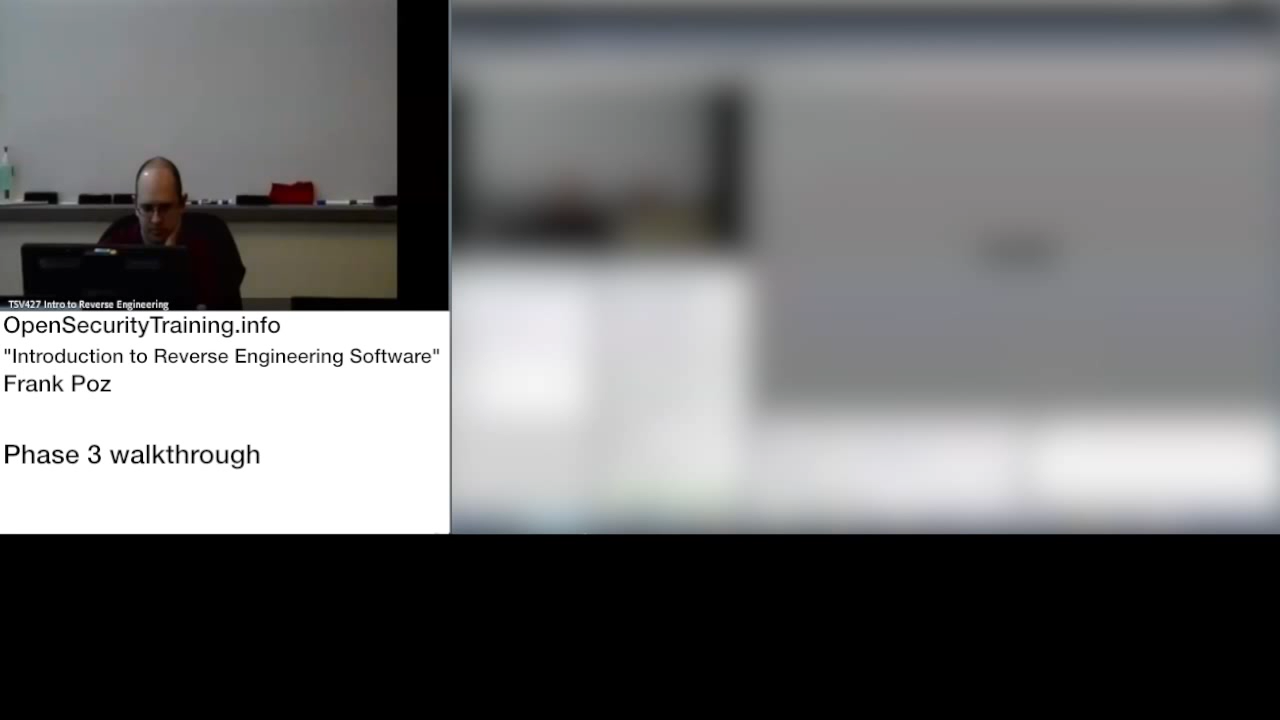 TSV427 Intro to Reverse Engineering
OpenSecurityTraining.info
"Introduction to Reverse Engineering Software"
Frank Poz
Phase 3 walkthrough